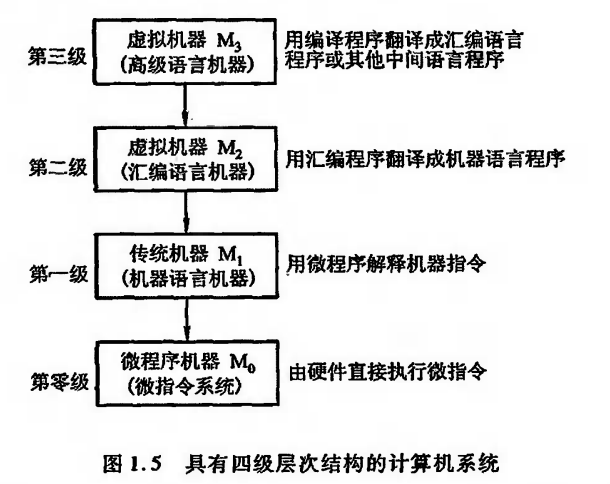 第三级
虚拟机器 M₃
(高级语言机器)
用编译程序翻译成汇编语言
程序或其他中间语言程序
第二级
虚拟机器 M₂
(汇编语言机器)
用汇编程序翻译成机器语言程序
第一级
传统机器 M₁
(机器语言机器)
用微程序解释机器指令
第零级
微程序机器 M₀
(微指令系统)
由硬件直接执行微指令
图 1.5 具有四级层次结构的计算机系统